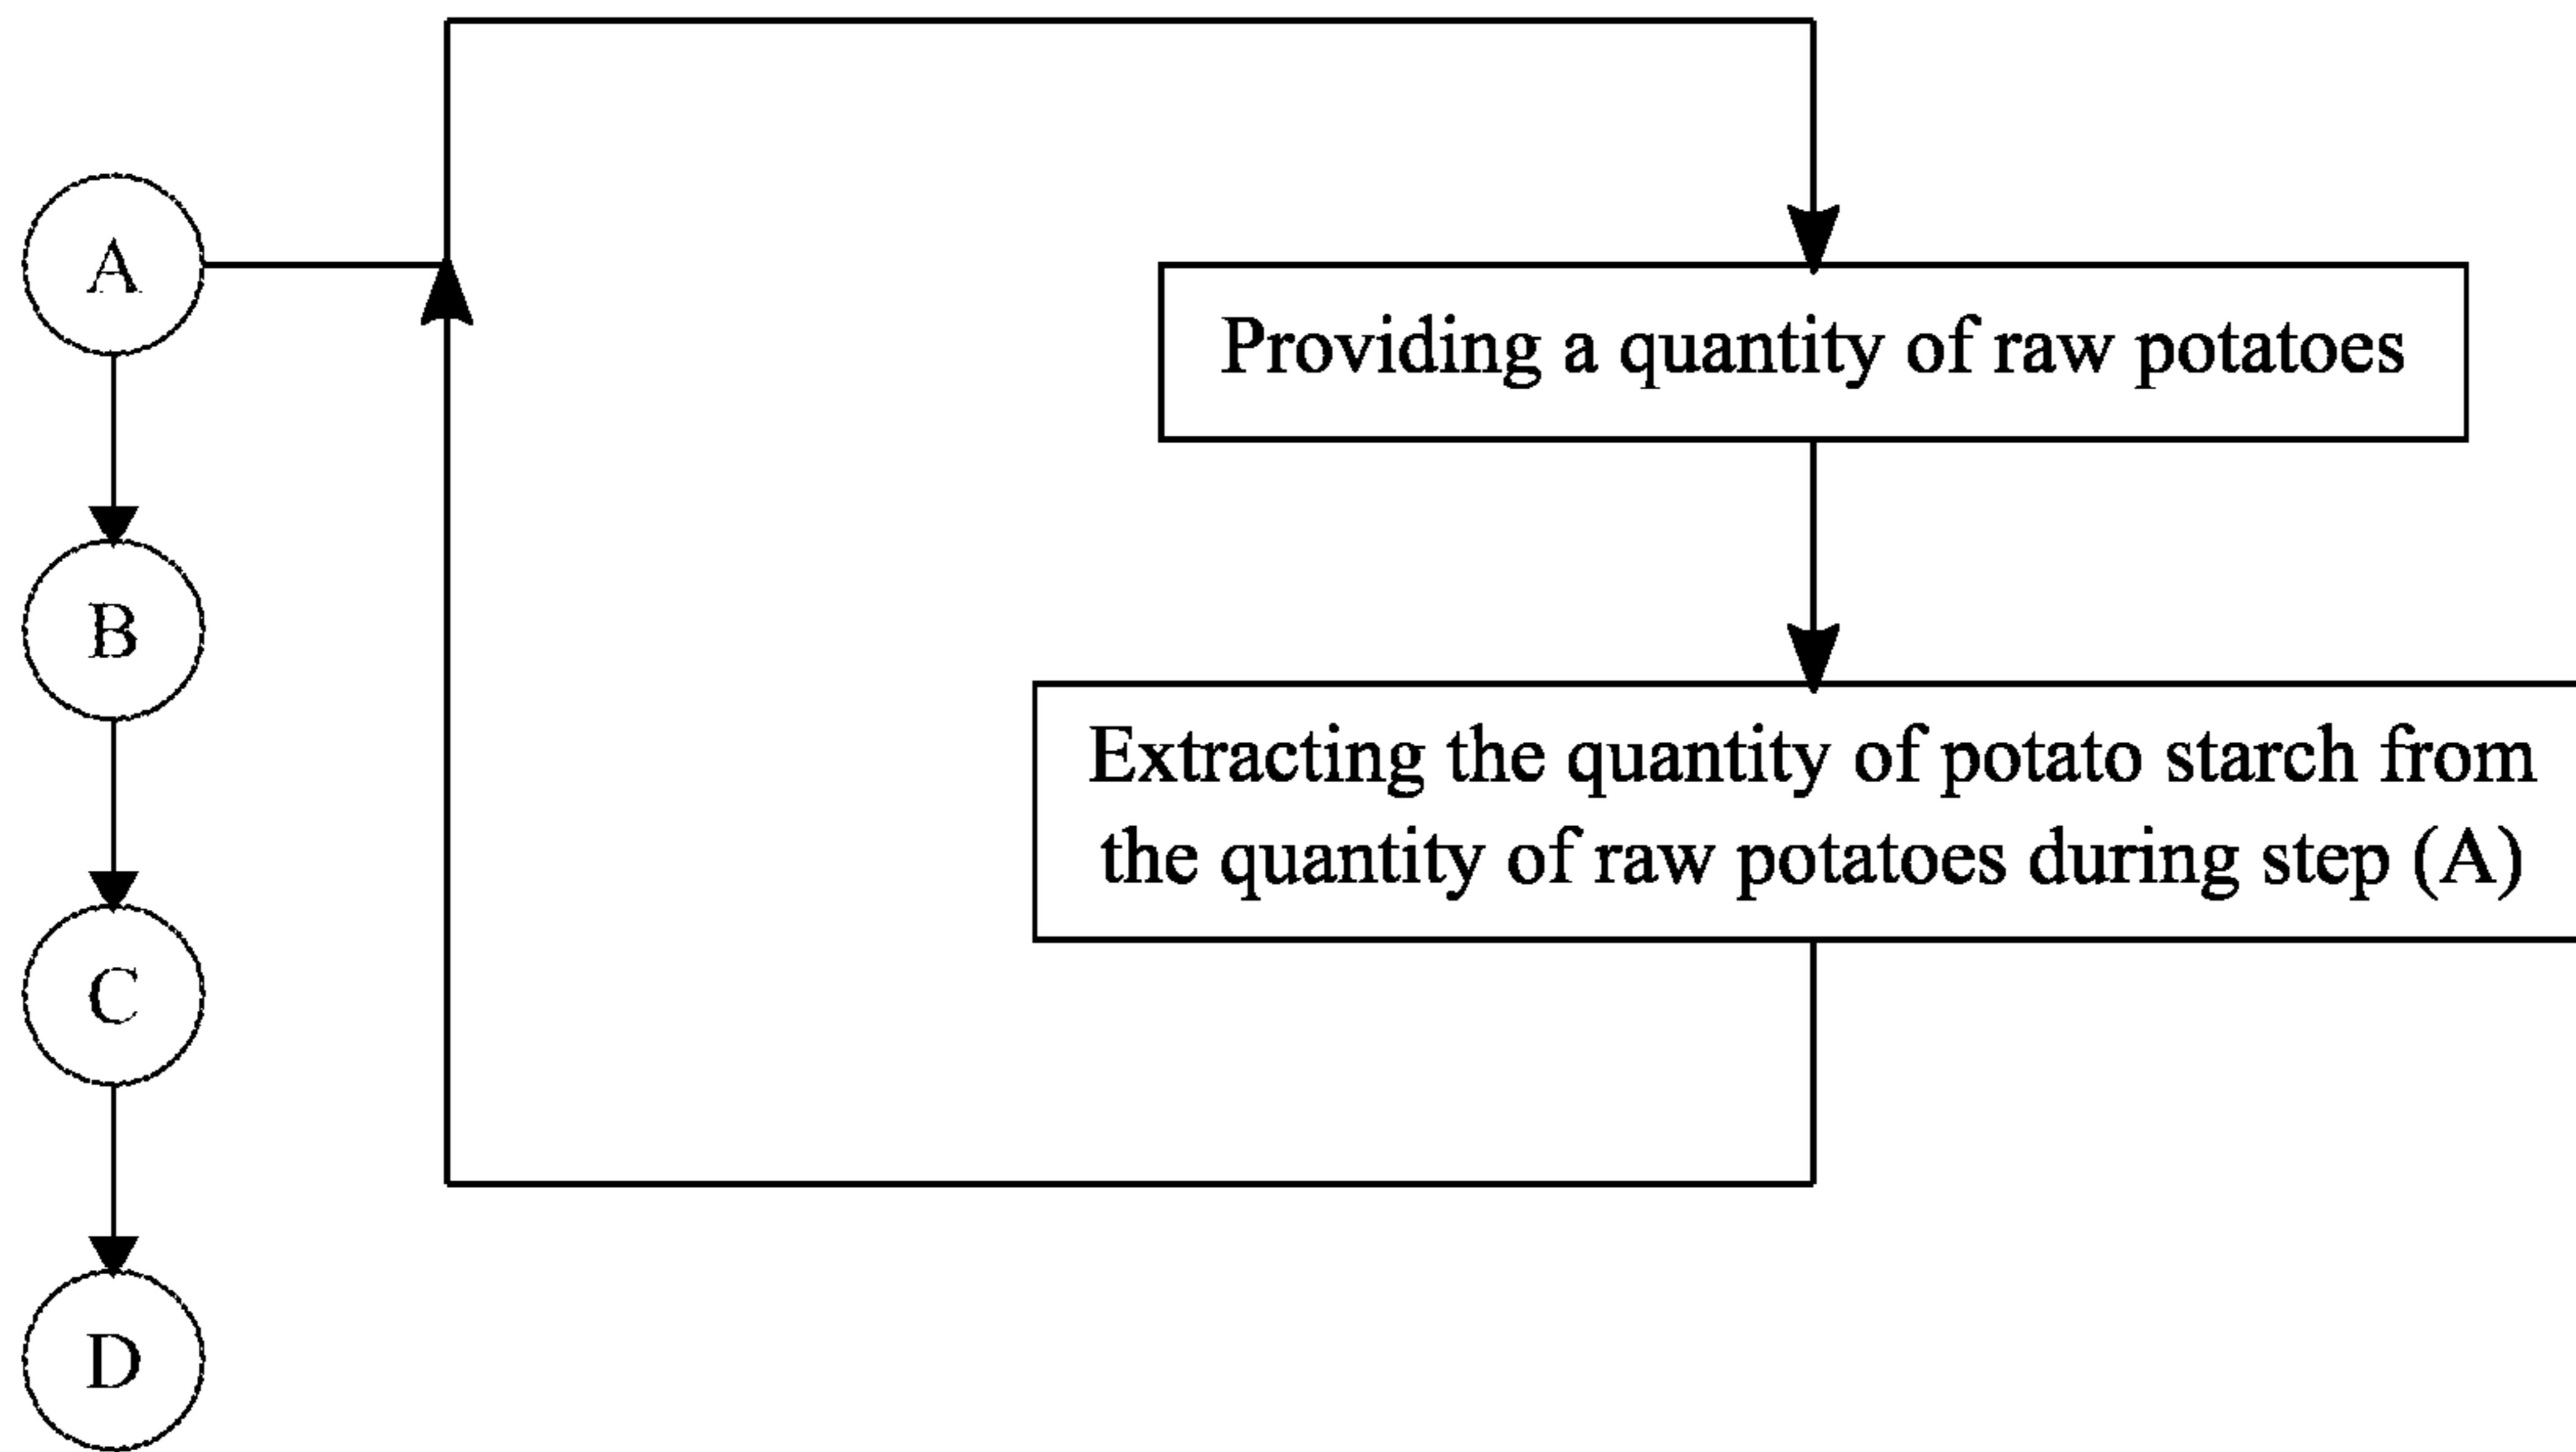 A
Providing a quantity of raw potatoes
B
Extracting the quantity of potato starch from
the quantity of raw potatoes during step (A)
C
D